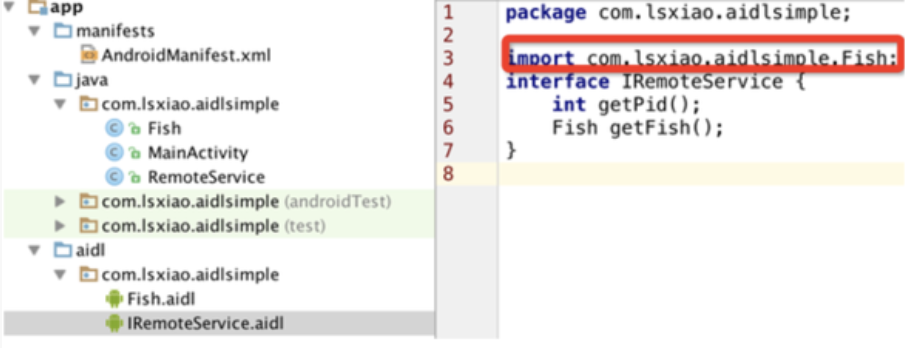 app
manifests
AndroidManifest.xml
java
com.lsxiao.aidlsimple
Fish
MainActivity
RemoteService
com.lsxiao.aidlsimple (androidTest)
com.lsxiao.aidlsimple (test)
aidl
com.lsxiao.aidlsimple
Fish.aidl
IRemoteService.aidl
1 package com.lsxiao.aidlsimple;
2
3 import com.lsxiao.aidlsimple.Fish;
4 interface IRemoteService {
5 int getPid();
6 Fish getFish();
7 }
8